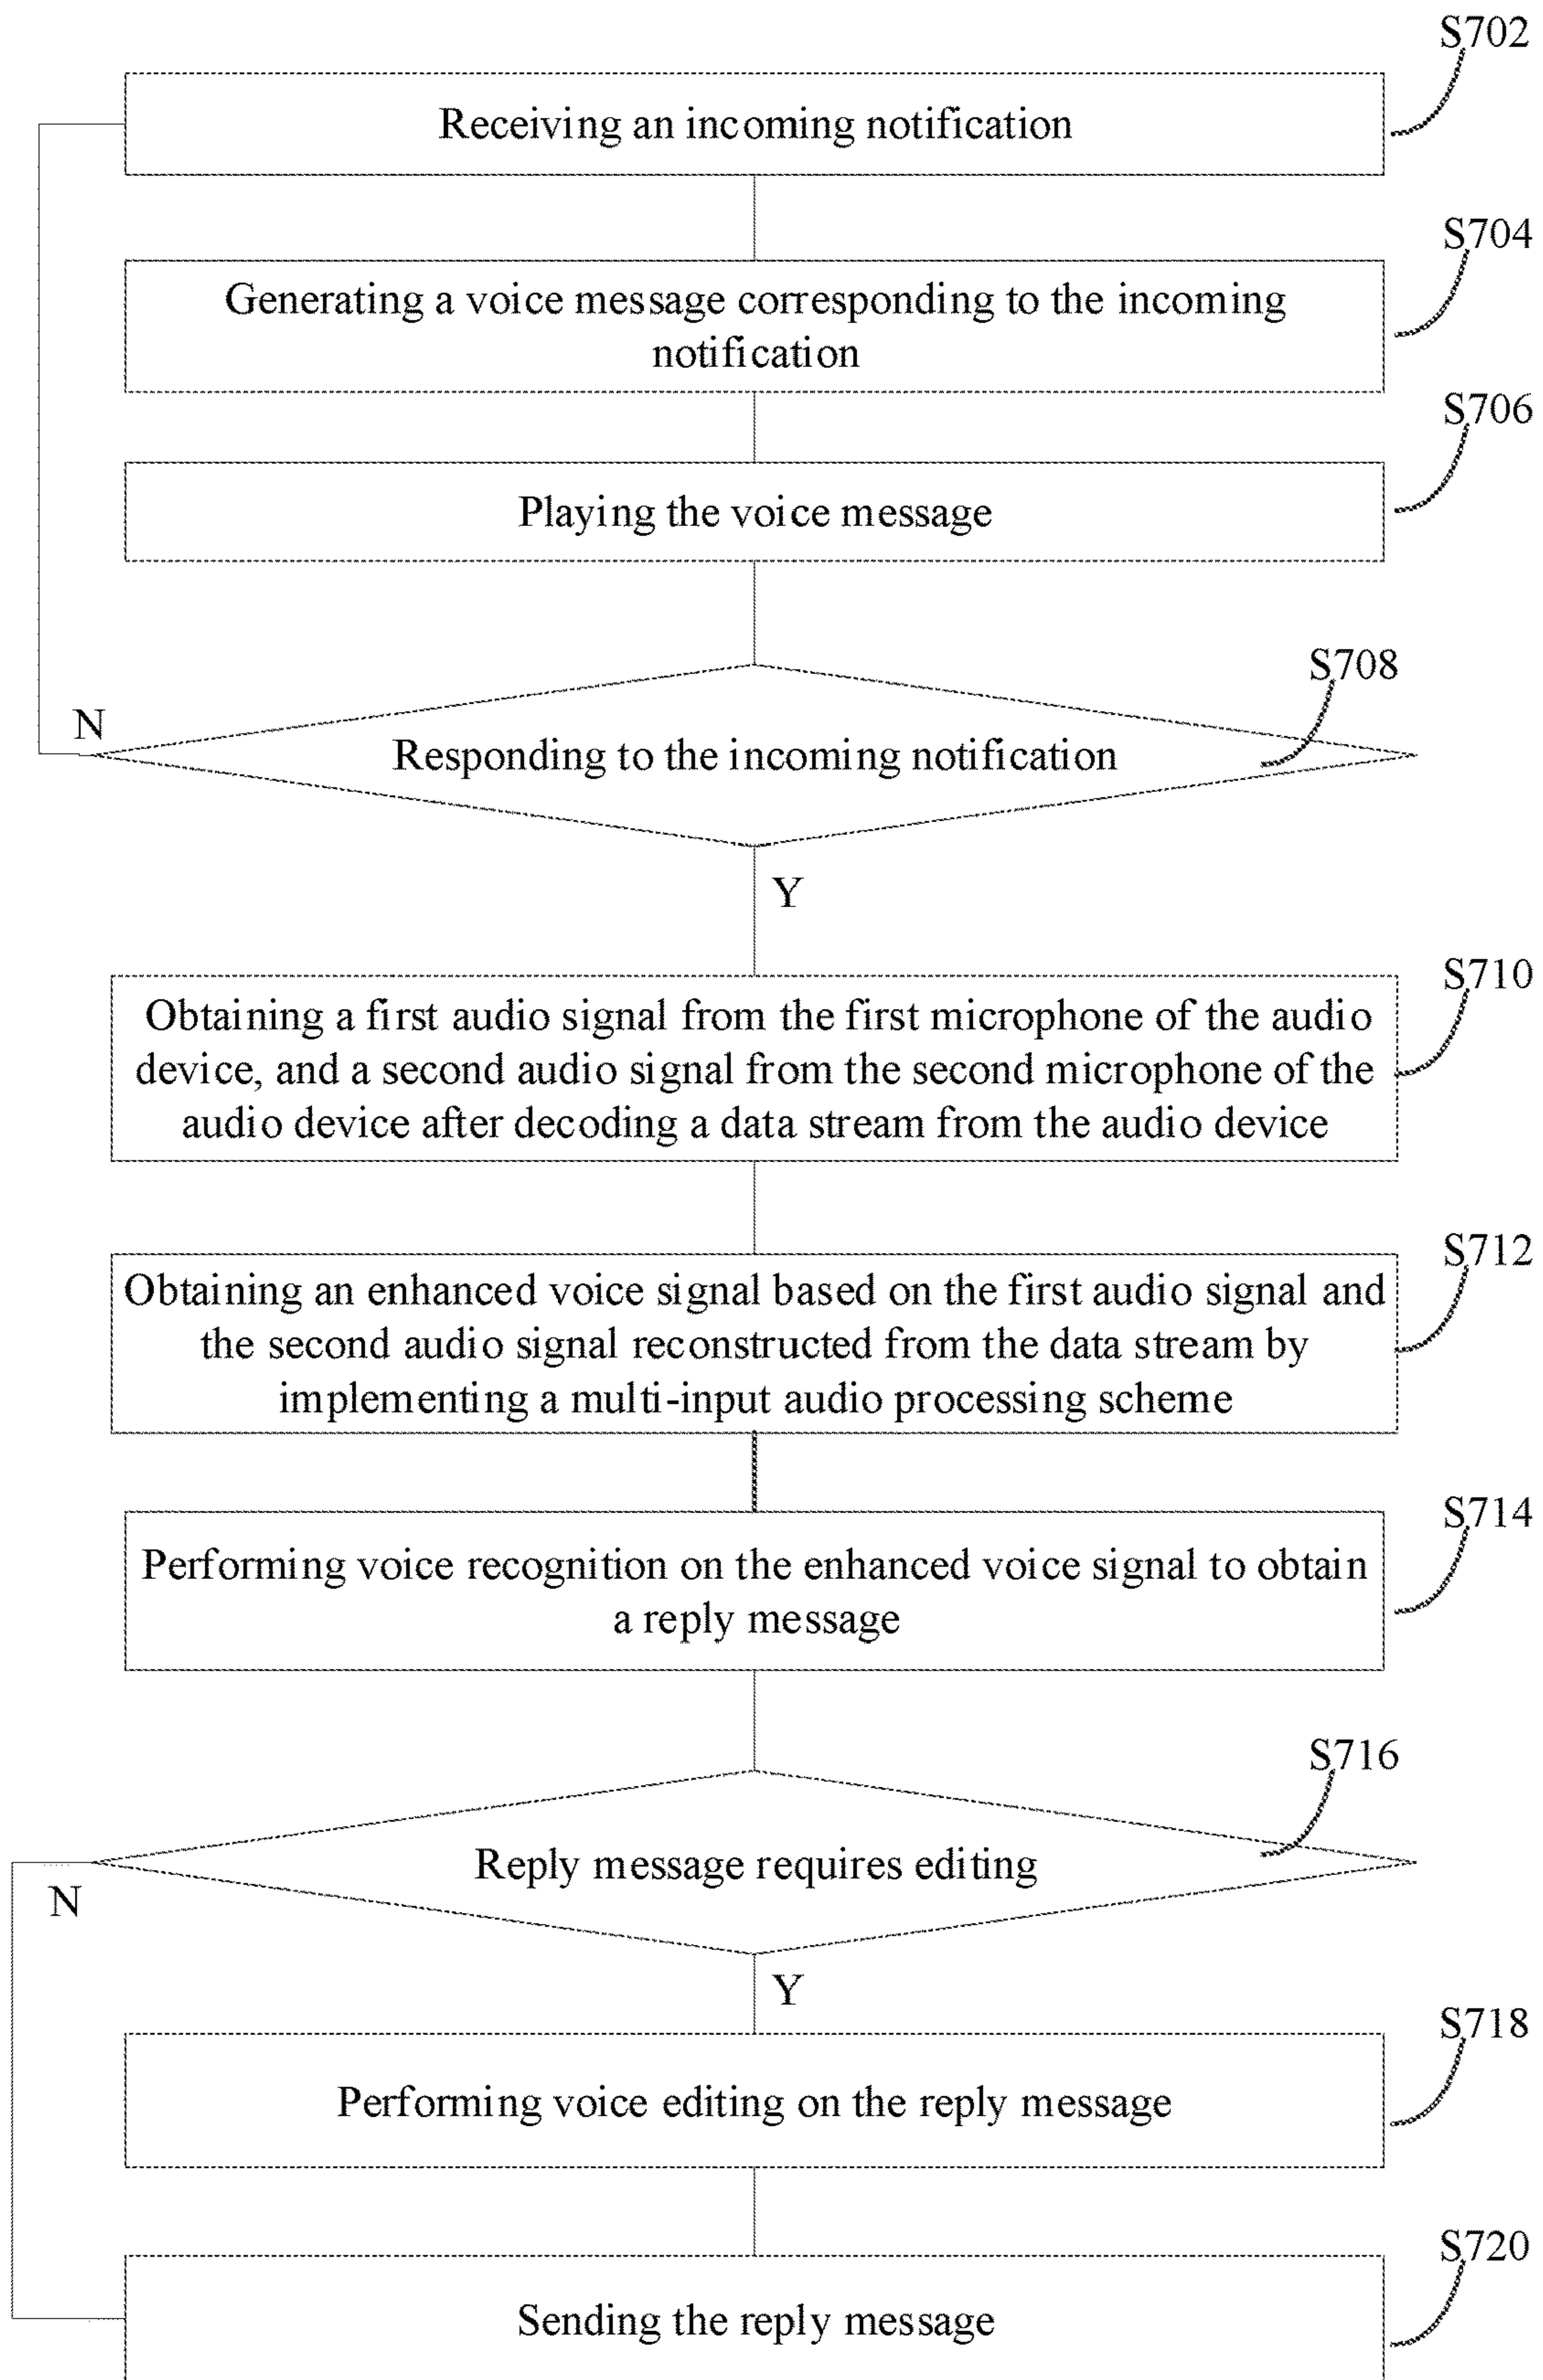 S702
Receiving an incoming notification
S704
Generating a voice message corresponding to the incoming
notification
S706
Playing the voice message
S708
N
Responding to the incoming notification
Y
S710
Obtaining a first audio signal from the first microphone of the audio
device, and a second audio signal from the second microphone of the
audio device after decoding a data stream from the audio device
S712
Obtaining an enhanced voice signal based on the first audio signal and
the second audio signal reconstructed from the data stream by
implementing a multi-input audio processing scheme
S714
Performing voice recognition on the enhanced voice signal to obtain
a reply message
S716
Reply message requires editing
N
Y
S718
Performing voice editing on the reply message
S720
Sending the reply message